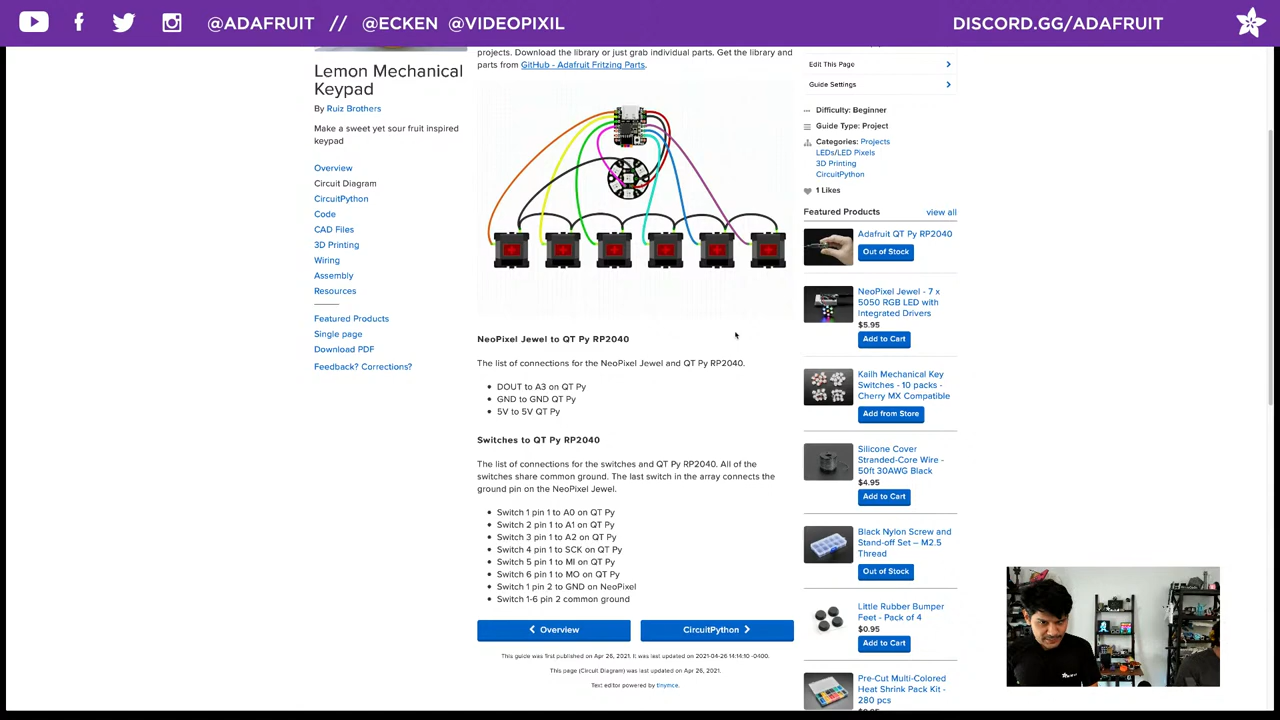 @ADAFRUIT // @ECKEN @VIDEOPIXIL
DISCORD.GG/ADAFRUIT
Lemon Mechanical
Keypad
By Ruiz Brothers
Make a sweet yet sour fruit inspired
keypad
Overview
Circuit Diagram
CircuitPython
Code
CAD Files
3D Printing
Wiring
Assembly
Resources
Featured Products
Single page
Download PDF
Feedback? Corrections?
projects. Download the library or just grab individual parts. Get the library and
parts from GitHub - Adafruit Fritzing Parts.
NeoPixel Jewel to QT Py RP2040
The list of connections for the NeoPixel Jewel and QT Py RP2040.
DOUT to A3 on QT Py
GND to GND QT Py
5V to 5V QT Py
Switches to QT Py RP2040
The list of connections for the switches and QT Py RP2040. All of the
switches share common ground. The last switch in the array connects the
ground pin on the NeoPixel Jewel.
Switch 1 pin 1 to A0 on QT Py
Switch 2 pin 1 to A1 on QT Py
Switch 3 pin 1 to A2 on QT Py
Switch 4 pin 1 to SCK on QT Py
Switch 5 pin 1 to MI on QT Py
Switch 6 pin 1 to MO on QT Py
Switch 1 pin 2 to GND on NeoPixel
Switch 1-6 pin 2 common ground
Overview
CircuitPython
This guide was first published on Apr 26, 2021. It was last updated on 2021-04-26 14:14:10 -0400.
This page (Circuit Diagram) was last updated on Apr 26, 2021.
Text editor powered by tinymce.
Edit This Page
Guide Settings
Difficulty: Beginner
Guide Type: Project
Categories: Projects
LEDs/LED Pixels
3D Printing
CircuitPython
1 Likes
Featured Products
view all
Adafruit QT Py RP2040
Out of Stock
NeoPixel Jewel - 7 x
5050 RGB LED with
Integrated Drivers
$5.95
Add to Cart
Kailh Mechanical Key
Switches - 10 packs -
Cherry MX Compatible
Add from Store
Silicone Cover
Stranded-Core Wire -
50ft 30AWG Black
$4.95
Add to Cart
Black Nylon Screw and
Stand-off Set – M2.5
Thread
Out of Stock
Little Rubber Bumper
Feet - Pack of 4
$0.95
Add to Cart
Pre-Cut Multi-Colored
Heat Shrink Pack Kit -
280 pcs